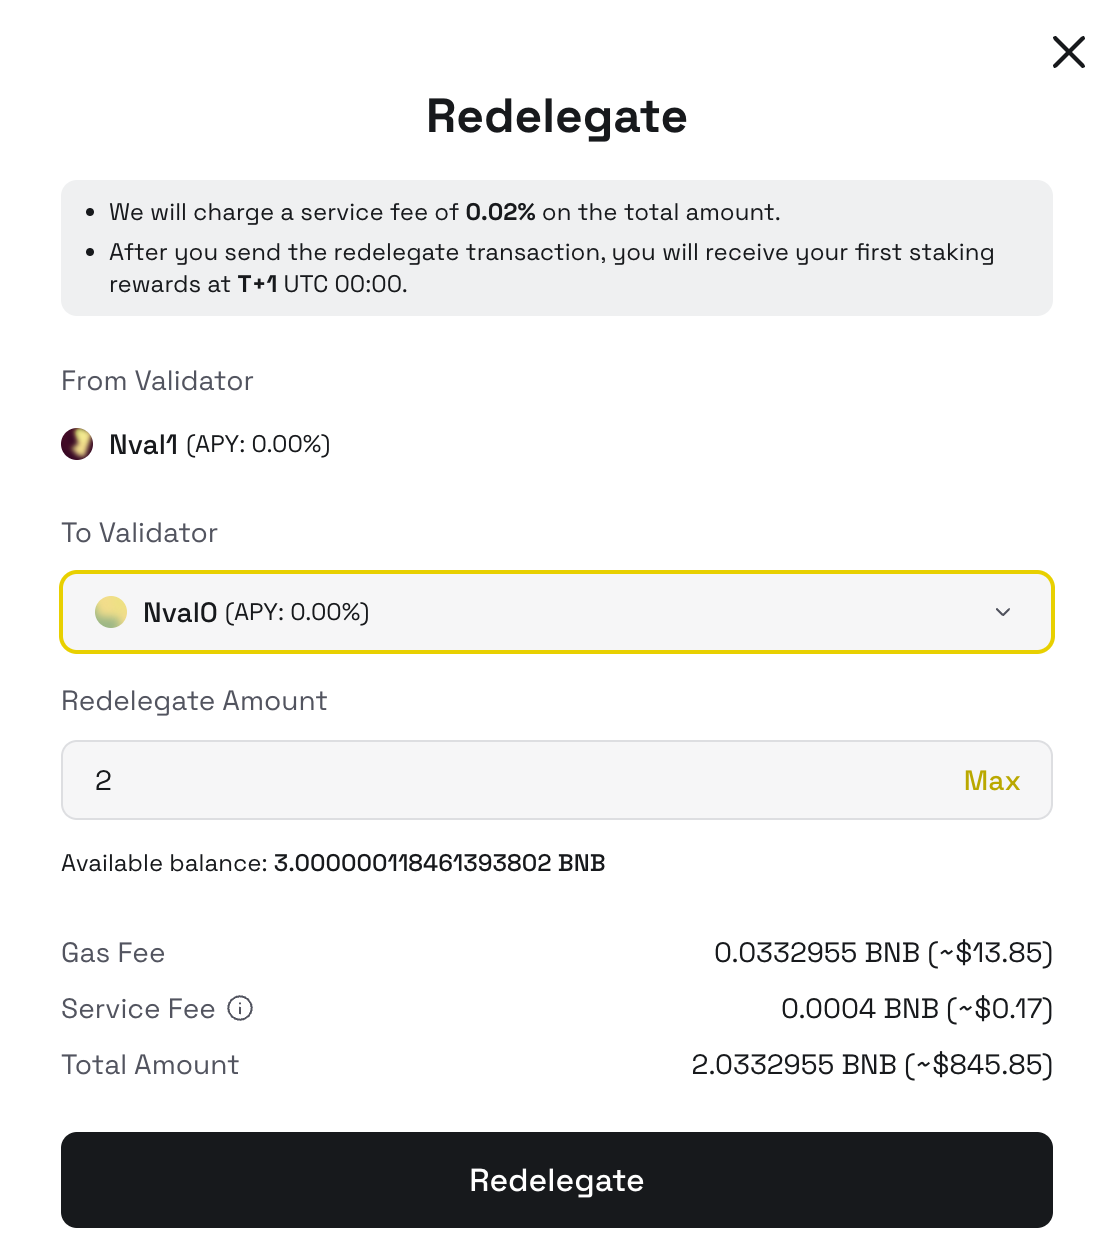 Redelegate
• We will charge a service fee of 0.02% on the total amount.
• After you send the redelegate transaction, you will receive your first staking
rewards at T+1 UTC 00:00.
From Validator
Nval1 (APY: 0.00%)
To Validator
Nval0 (APY: 0.00%)
Redelegate Amount
2 Max
Available balance: 3.000000118461393802 BNB
Gas Fee 0.0332955 BNB (~$13.85)
Service Fee 0.0004 BNB (~$0.17)
Total Amount 2.0332955 BNB (~$845.85)
Redelegate